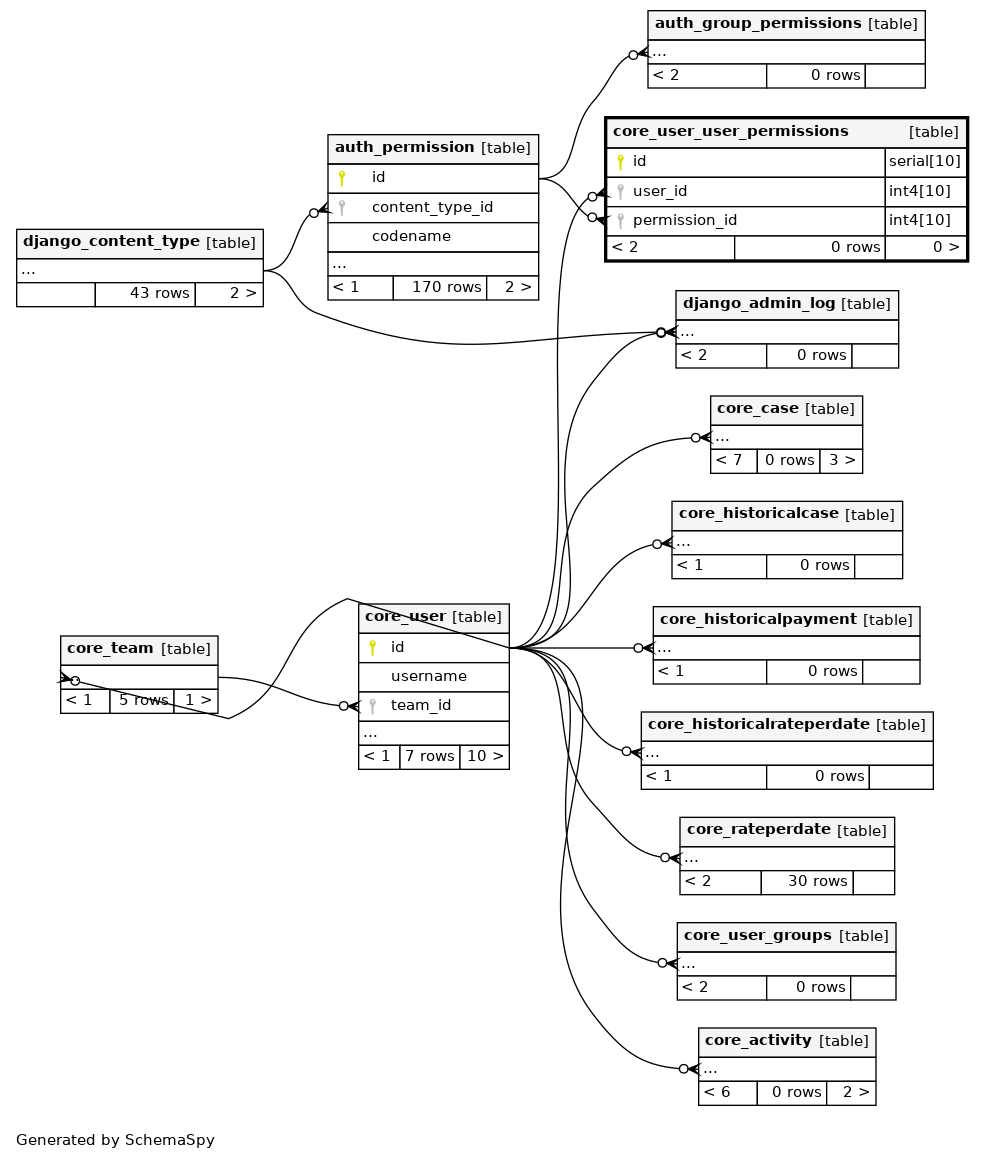 auth_group_permissions [table]
...
< 2 0 rows
core_user_user_permissions [table]
id serial[10]
user_id int4[10]
permission_id int4[10]
< 2 0 rows 0 >
auth_permission [table]
id
content_type_id
codename
...
< 1 170 rows 2 >
django_content_type [table]
...
43 rows 2 >
django_admin_log [table]
...
< 2 0 rows
core_case [table]
...
< 7 0 rows 3 >
core_historicalcase [table]
...
< 1 0 rows
core_user [table]
id
username
team_id
...
< 1 7 rows 10 >
core_team [table]
...
< 1 5 rows 1 >
core_historicalpayment [table]
...
< 1 0 rows
core_historicalrateperdate [table]
...
< 1 0 rows
core_rateperdate [table]
...
< 2 30 rows
core_user_groups [table]
...
< 2 0 rows
core_activity [table]
...
< 6 0 rows 2 >
Generated by SchemaSpy